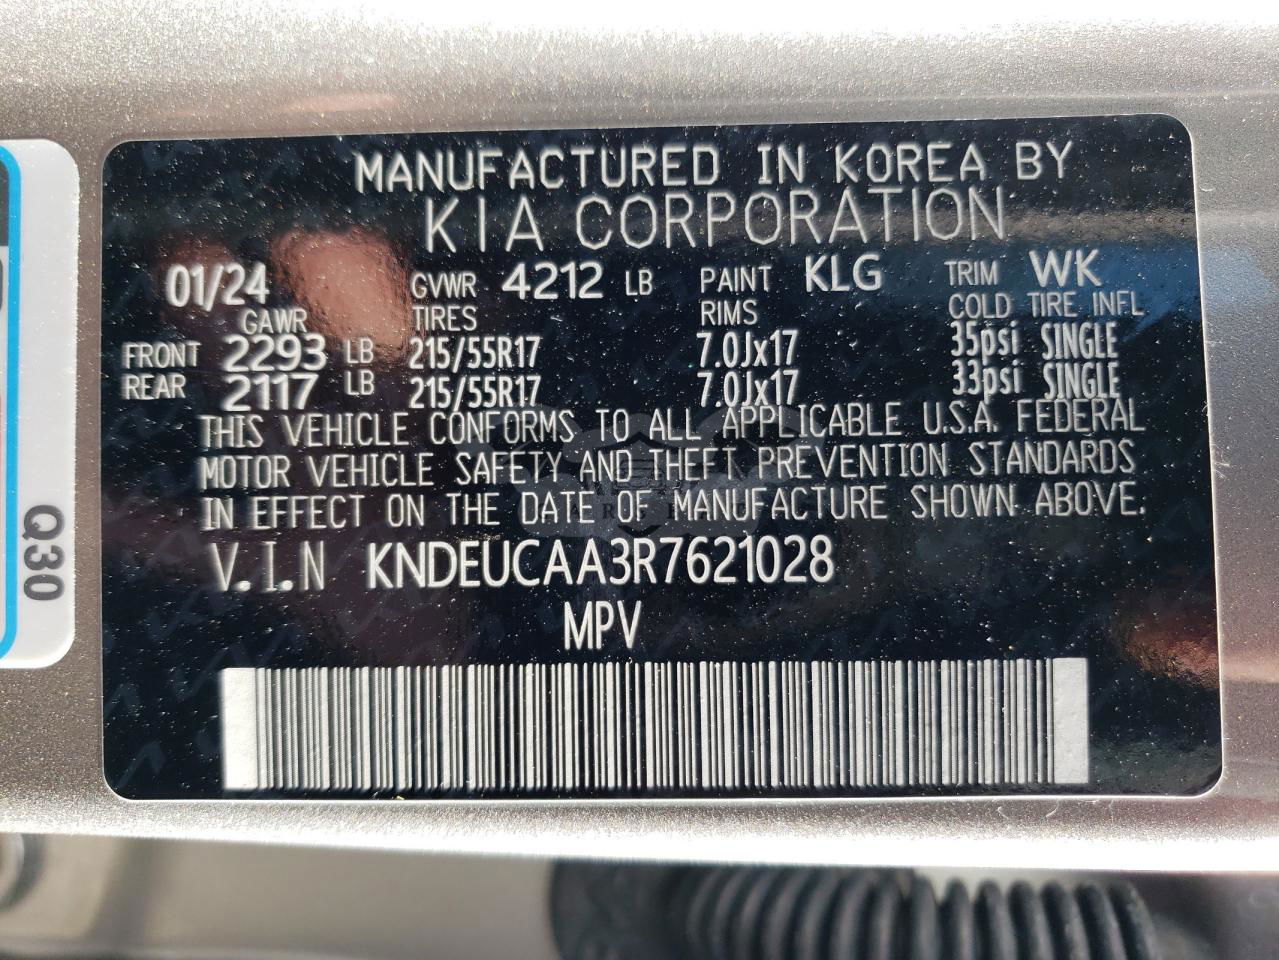 MANUFACTURED IN KOREA BY
KIA CORPORATION
01/24 GVWR 4212 LB PAINT KLG TRIM WK
GAWR TIRES RIMS COLD TIRE INFL
FRONT 2293 LB 215/55R17 7.0Jx17 35psi SINGLE
REAR 2117 LB 215/55R17 7.0Jx17 33psi SINGLE
THIS VEHICLE CONFORMS TO ALL APPLICABLE U.S.A. FEDERAL
MOTOR VEHICLE SAFETY AND THEFT PREVENTION STANDARDS
IN EFFECT ON THE DATE OF MANUFACTURE SHOWN ABOVE.
V.I.N KNDEUCAA3R7621028
MPV
Q30